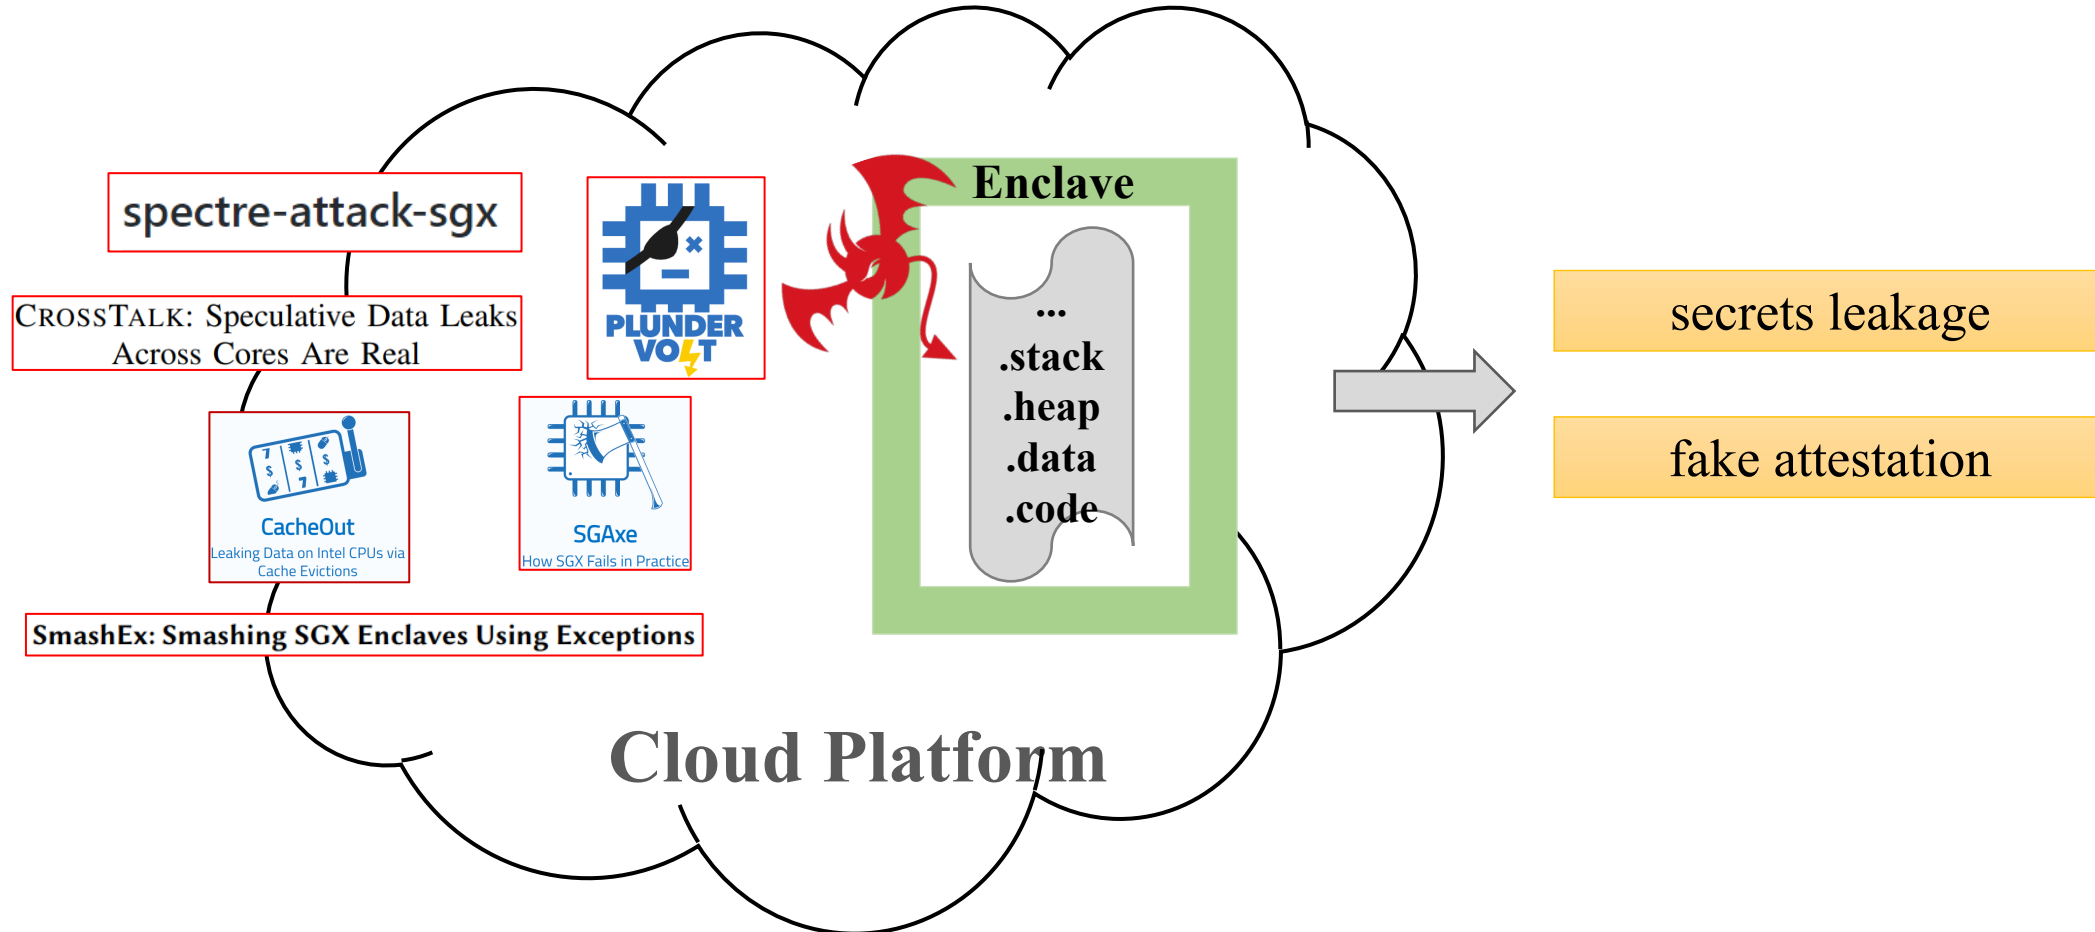 spectre-attack-sgx
CROSSTALK: Speculative Data Leaks
Across Cores Are Real
PLUNDER
VOLT
CacheOut
Leaking Data on Intel CPUs via
Cache Evictions
SGAxe
How SGX Fails in Practice
SmashEx: Smashing SGX Enclaves Using Exceptions
Enclave
...
.stack
.heap
.data
.code
Cloud Platform
secrets leakage
fake attestation